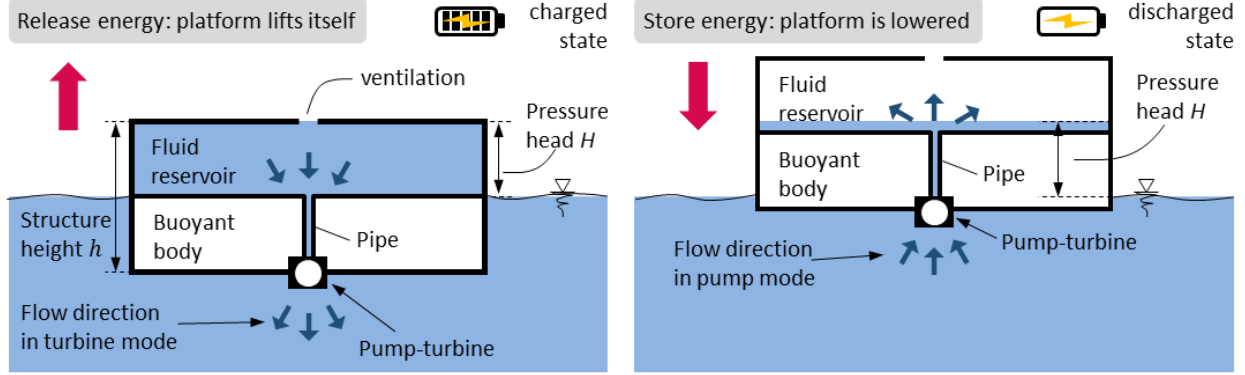 Release energy: platform lifts itself
charged
state
ventilation
Pressure
head H
Fluid
reservoir
Structure
height h
Buoyant
body
Pipe
Flow direction
in turbine mode
Pump-turbine
Store energy: platform is lowered
discharged
state
Fluid
reservoir
Pressure
head H
Buoyant
body
Pipe
Flow direction
in pump mode
Pump-turbine